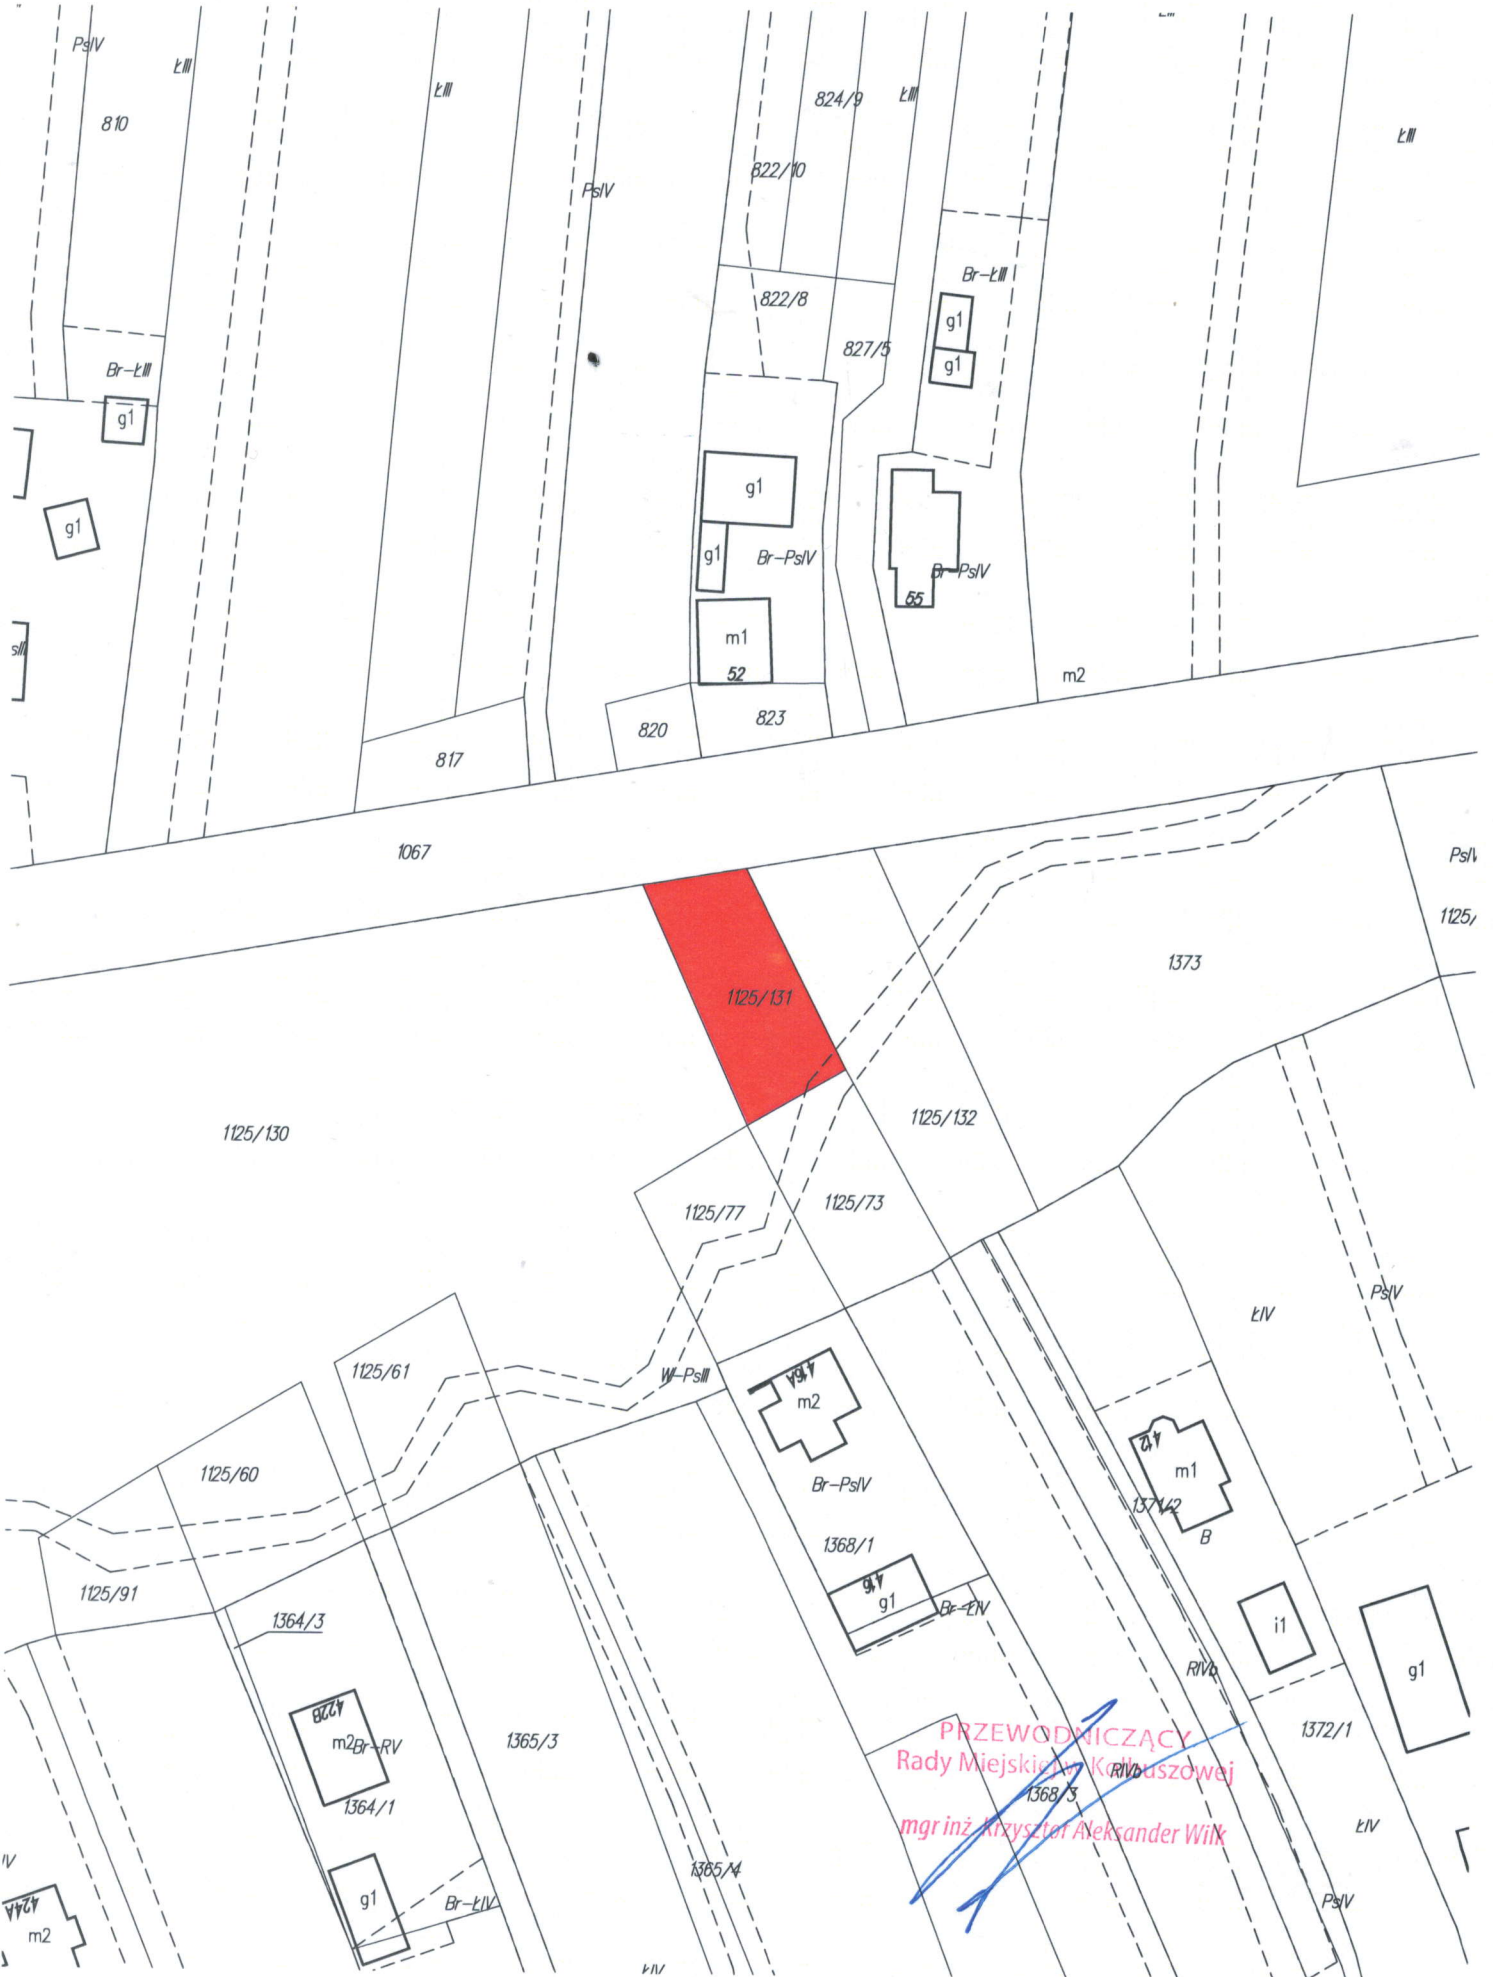 PsIV
ŁIII
810
ŁIII
824/9
ŁIII
ŁIII
822/10
PsIV
Br-ŁIII
822/8
g1
827/5
g1
Br-ŁIII
g1
g1
g1
g1
Br-PsIV
Br-PsIV
55
m1
52
m2
820
823
817
1067
PsIV
1125/
1373
1125/131
1125/130
1125/132
1125/77
1125/73
ŁIV
PsIV
1125/61
W-PsIII
416A
m2
412
m1
1125/60
Br-PsIV
1371/2
B
1368/1
1125/91
416
g1
Br-ŁIV
1364/3
i1
g1
RIVb
422B
m2
Br-RV
1365/3
1372/1
PRZEWODNICZĄCY
Rady Miejskiej w Kolbuszowej
RIVb
1368/3
1364/1
mgr inż. Krzysztof Aleksander Wilk
ŁIV
1365/4
g1
Br-ŁIV
PsIV
424A
m2
ŁIV